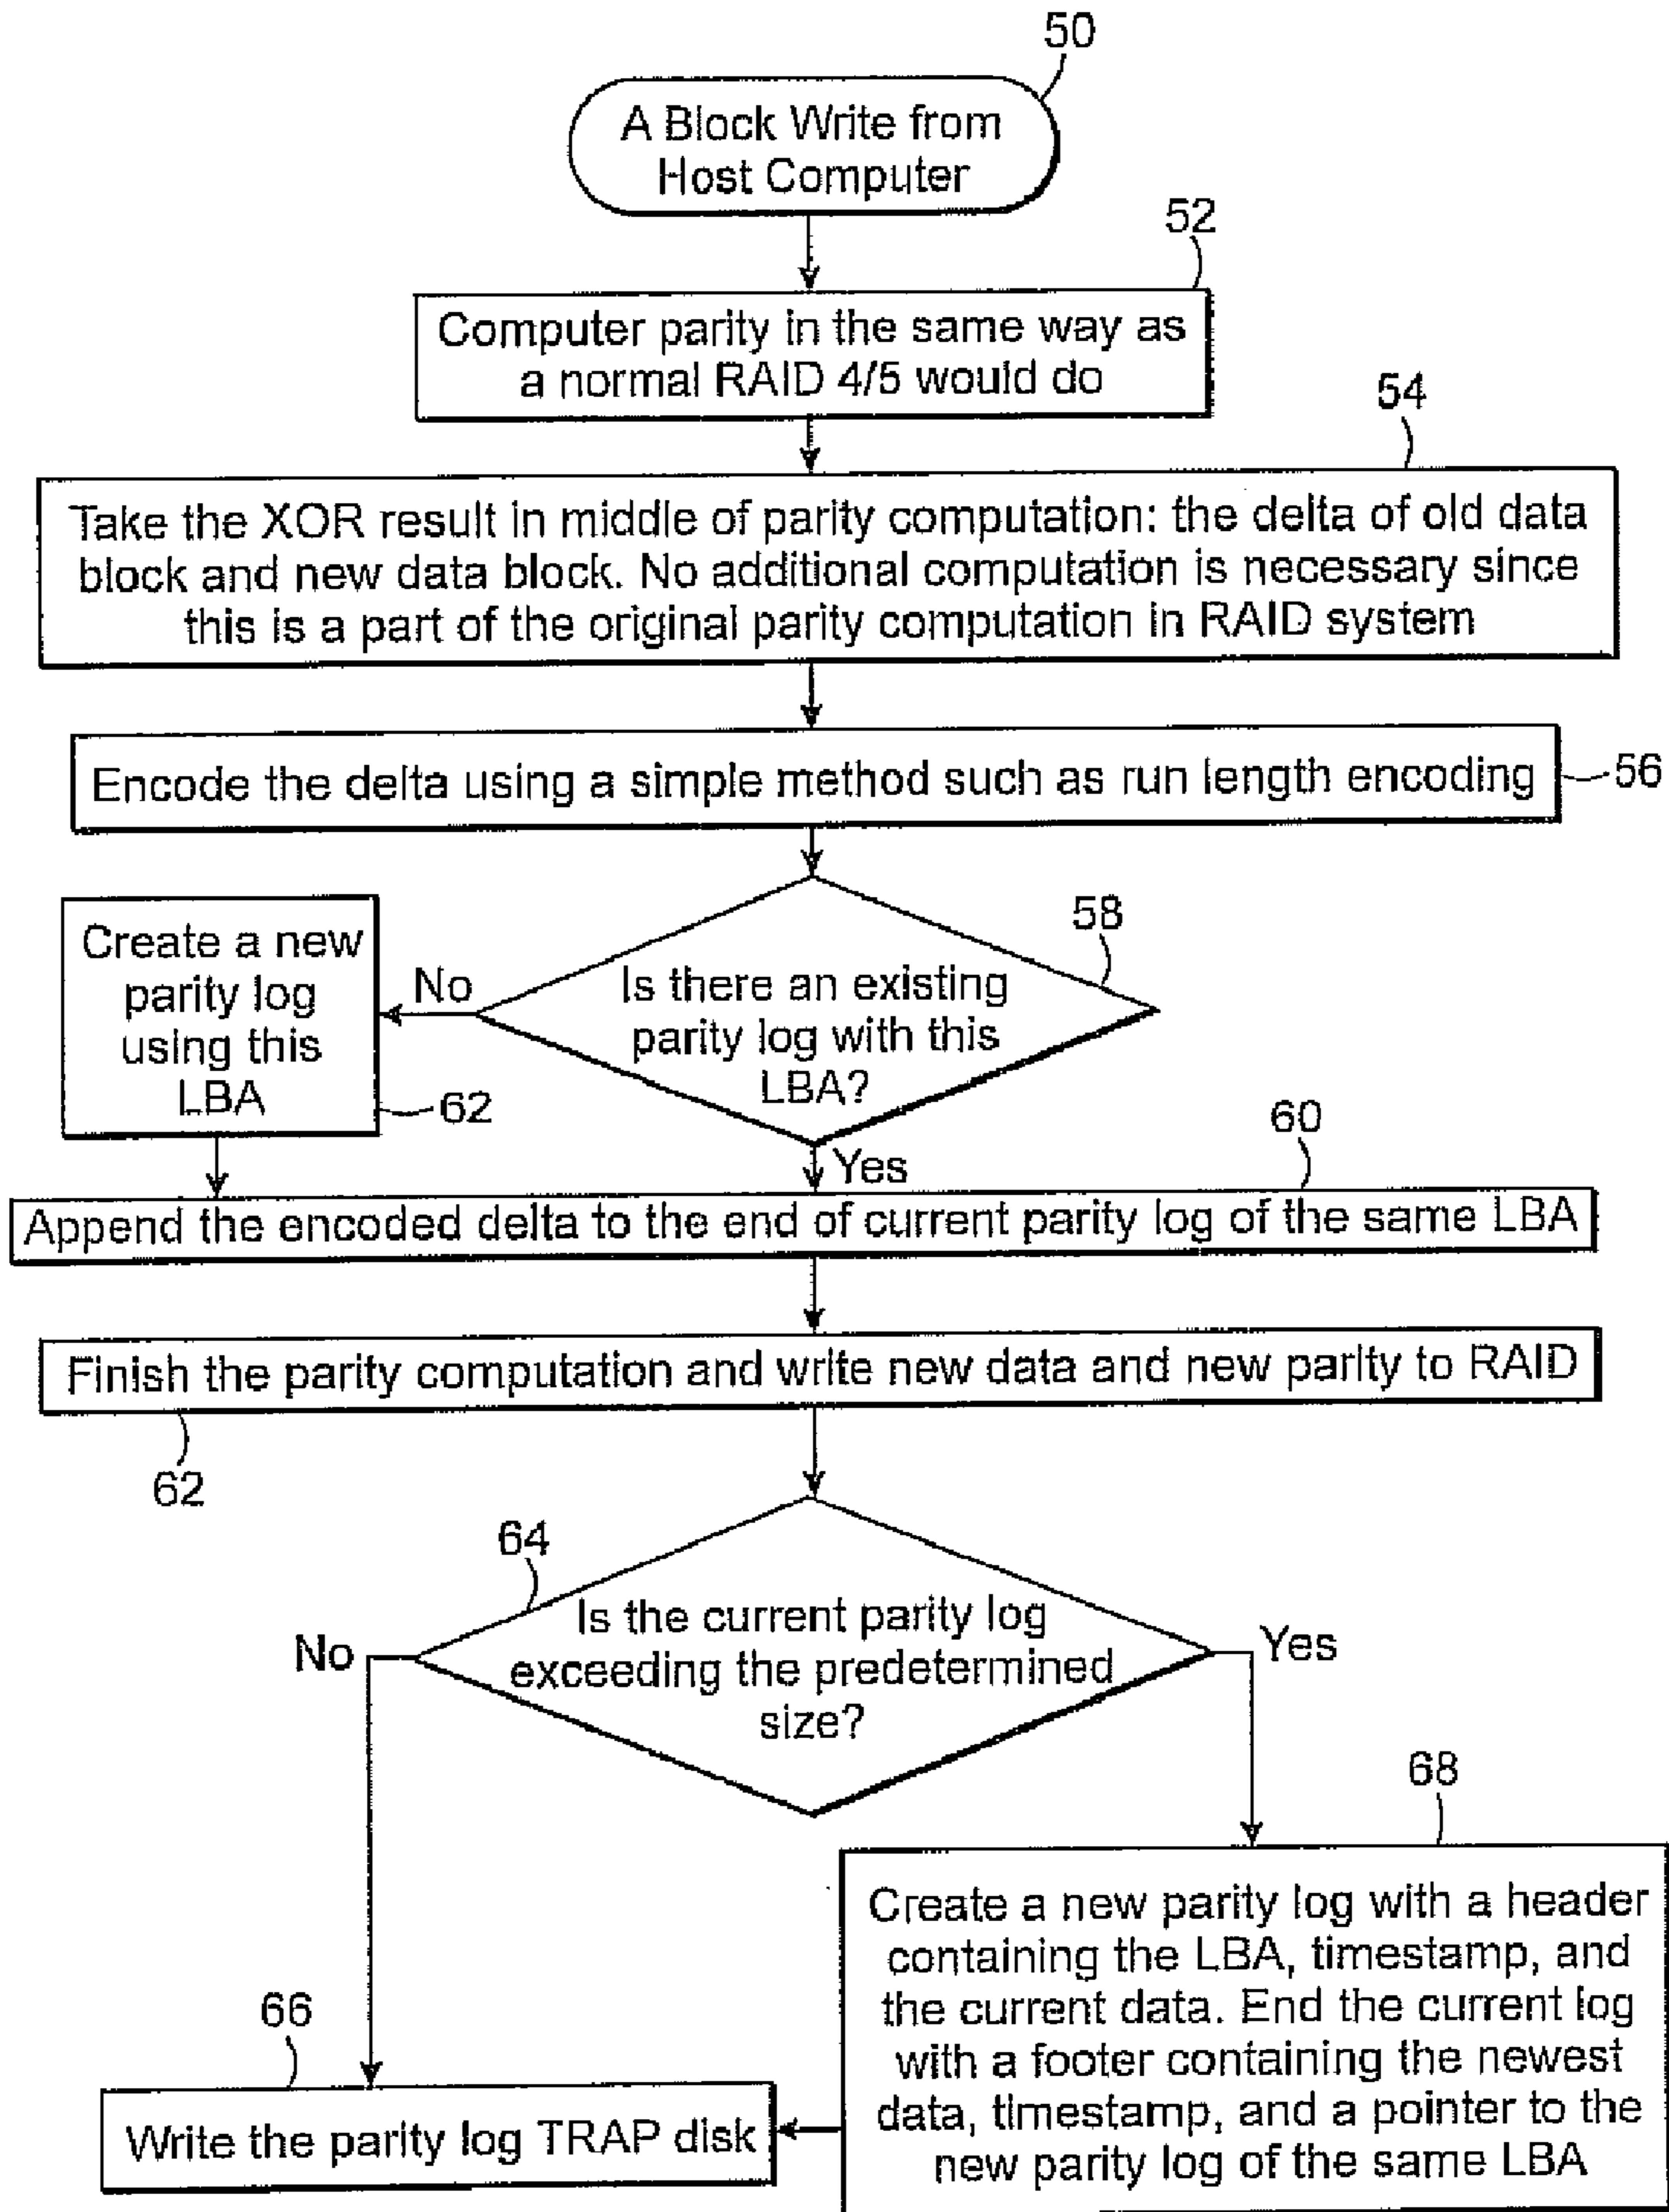 50
A Block Write from
Host Computer
52
Computer parity in the same way as
a normal RAID 4/5 would do
54
Take the XOR result in middle of parity computation: the delta of old data
block and new data block. No additional computation is necessary since
this is a part of the original parity computation in RAID system
Encode the delta using a simple method such as run length encoding
56
Create a new
parity log
using this
LBA
62
No
58
Is there an existing
parity log with this
LBA?
Yes
60
Append the encoded delta to the end of current parity log of the same LBA
Finish the parity computation and write new data and new parity to RAID
62
64
Is the current parity log
exceeding the predetermined
size?
No
Yes
68
Create a new parity log with a header
containing the LBA, timestamp, and
the current data. End the current log
with a footer containing the newest
data, timestamp, and a pointer to the
new parity log of the same LBA
66
Write the parity log TRAP disk